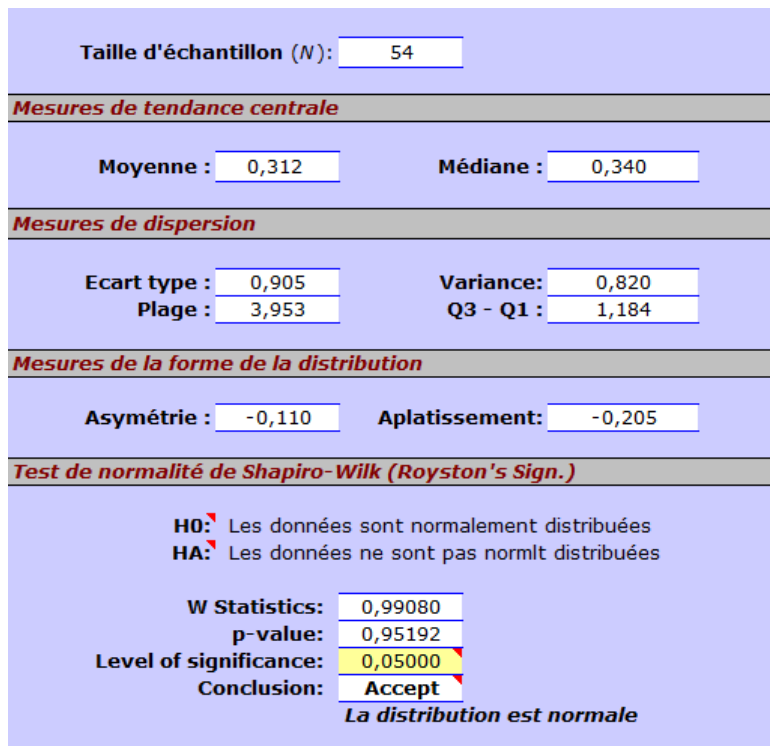 Taille d'échantillon (N): 54
Mesures de tendance centrale
Moyenne : 0,312 Médiane : 0,340
Mesures de dispersion
Ecart type : 0,905 Variance: 0,820
Plage : 3,953 Q3 - Q1 : 1,184
Mesures de la forme de la distribution
Asymétrie : -0,110 Aplatissement: -0,205
Test de normalité de Shapiro-Wilk (Royston's Sign.)
H0: Les données sont normalement distribuées
HA: Les données ne sont pas normlt distribuées
W Statistics: 0,99080
p-value: 0,95192
Level of significance: 0,05000
Conclusion: Accept
La distribution est normale